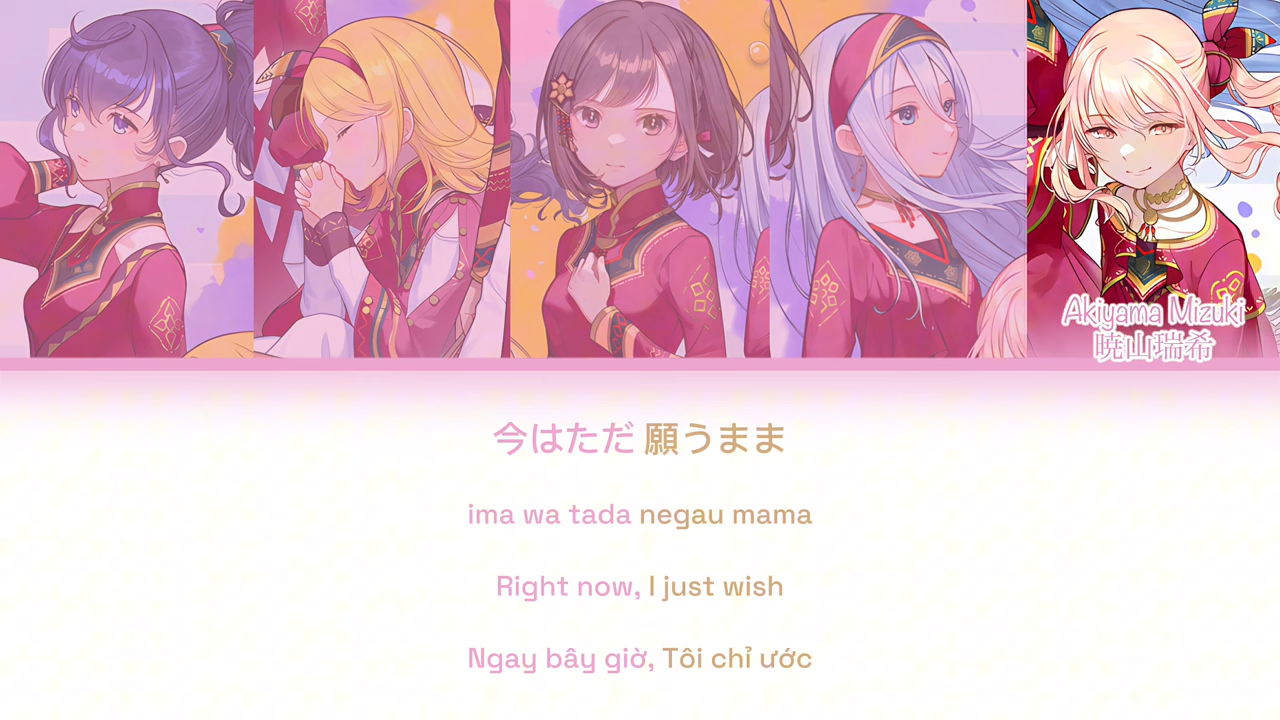 Akiyama Mizuki
暁山瑞希
今はただ 願うまま
ima wa tada negau mama
Right now, I just wish
Ngay bây giờ, Tôi chỉ ước